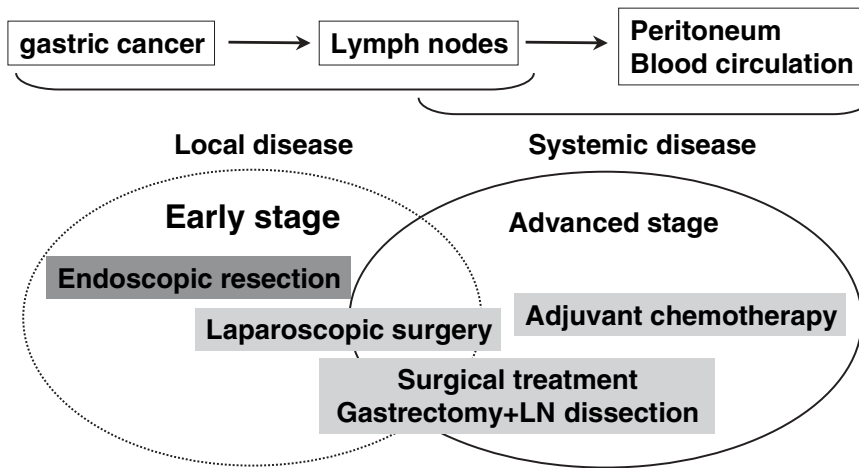 gastric cancer
Lymph nodes
Peritoneum
Blood circulation
Local disease
Systemic disease
Early stage
Advanced stage
Endoscopic resection
Laparoscopic surgery
Adjuvant chemotherapy
Surgical treatment
Gastrectomy+LN dissection